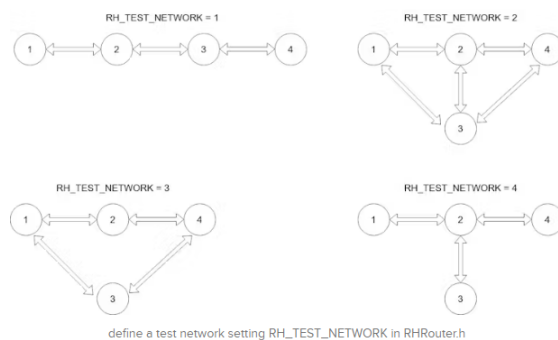 RH_TEST_NETWORK = 1
1 2 3 4
RH_TEST_NETWORK = 2
1 2 4
3
RH_TEST_NETWORK = 3
1 2 4
3
RH_TEST_NETWORK = 4
1 2 4
3
define a test network setting RH_TEST_NETWORK in RHRouter.h